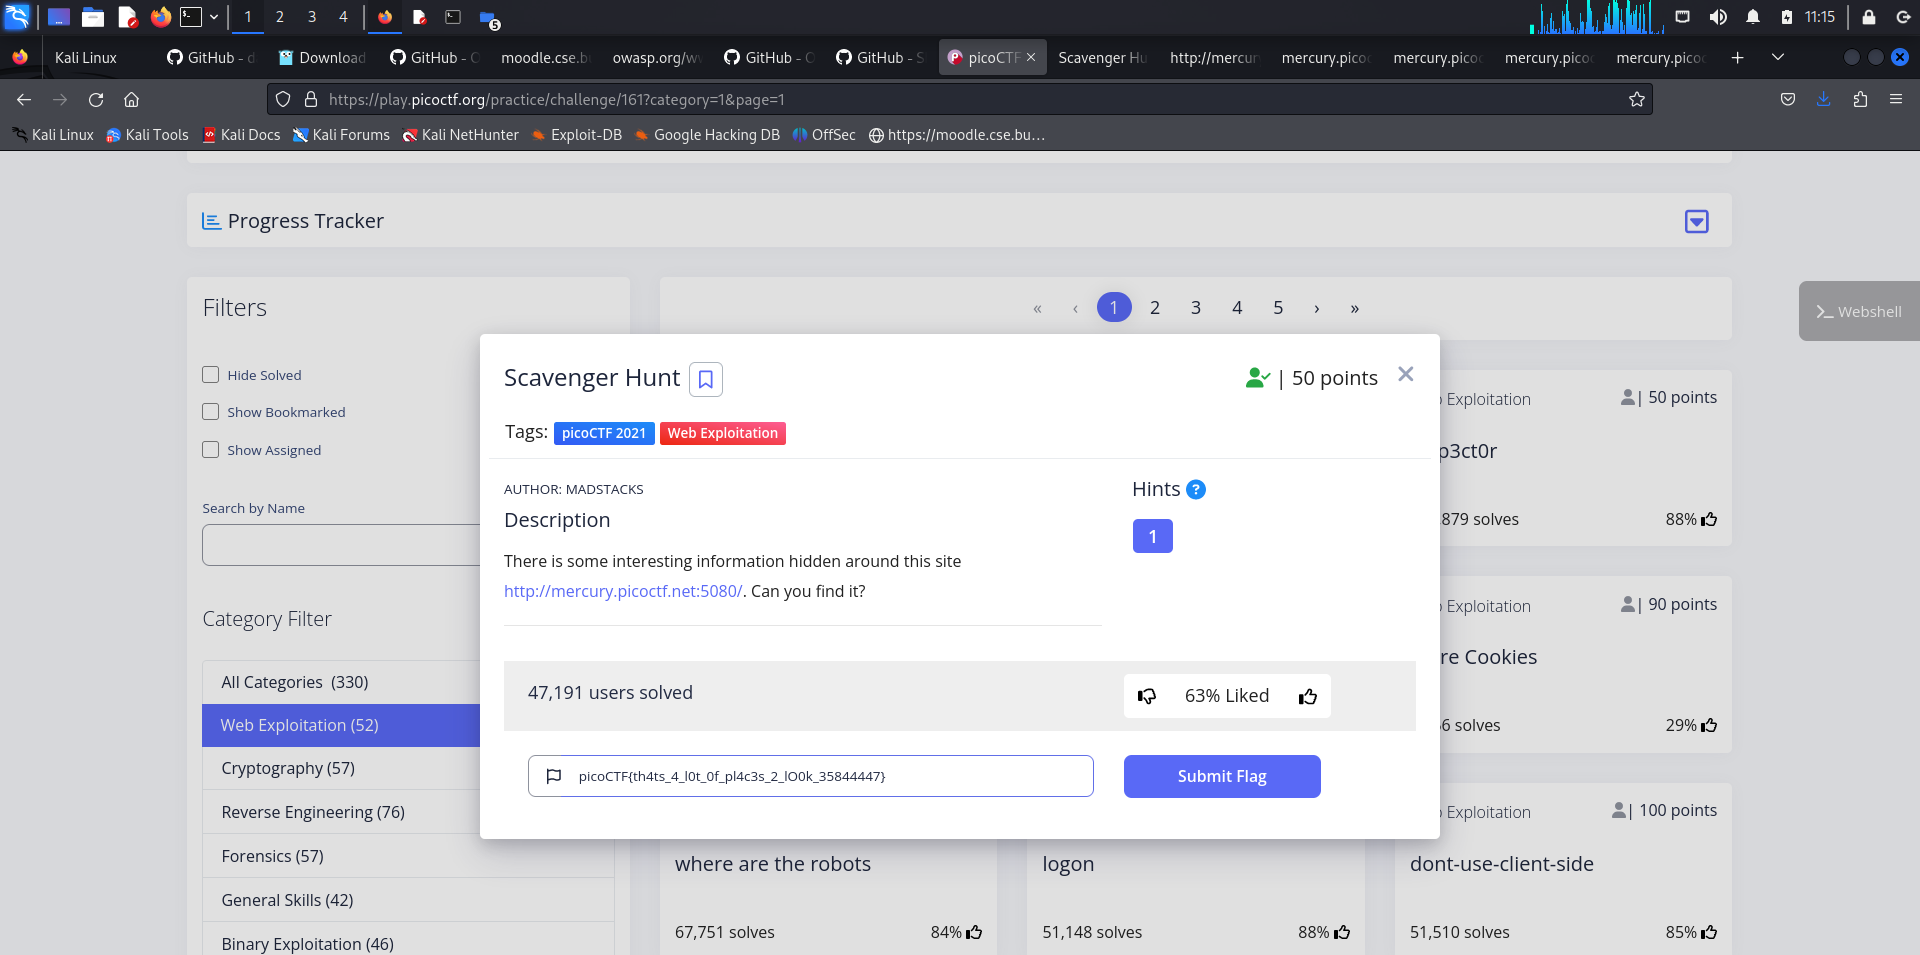 1 2 3 4 5 11:15
Kali Linux GitHub - d Download GitHub - O moodle.cse.b owasp.org/w GitHub - O GitHub - S picoCTF Scavenger Hu http://mercur mercury.pico mercury.pico mercury.pico mercury.pico
https://play.picoctf.org/practice/challenge/161?category=1&page=1
Kali Linux Kali Tools Kali Docs Kali Forums Kali NetHunter Exploit-DB Google Hacking DB OffSec https://moodle.cse.bu...
Progress Tracker
Filters
« ‹ 1 2 3 4 5 › »
Webshell
Hide Solved
Show Bookmarked
Show Assigned
Search by Name
Category Filter
All Categories (330)
Web Exploitation (52)
Cryptography (57)
Reverse Engineering (76)
Forensics (57)
General Skills (42)
Binary Exploitation (46)
Scavenger Hunt | 50 points
Tags: picoCTF 2021 Web Exploitation
AUTHOR: MADSTACKS
Description
There is some interesting information hidden around this site
http://mercury.picoctf.net:5080/. Can you find it?
Hints ?
1
47,191 users solved 63% Liked
picoCTF{th4ts_4_l0t_0f_pl4c3s_2_lO0k_35844447} Submit Flag
Exploitation | 50 points
p3ct0r
879 solves 88%
Exploitation | 90 points
re Cookies
6 solves 29%
Exploitation | 100 points
where are the robots
67,751 solves 84%
logon
51,148 solves 88%
dont-use-client-side
51,510 solves 85%